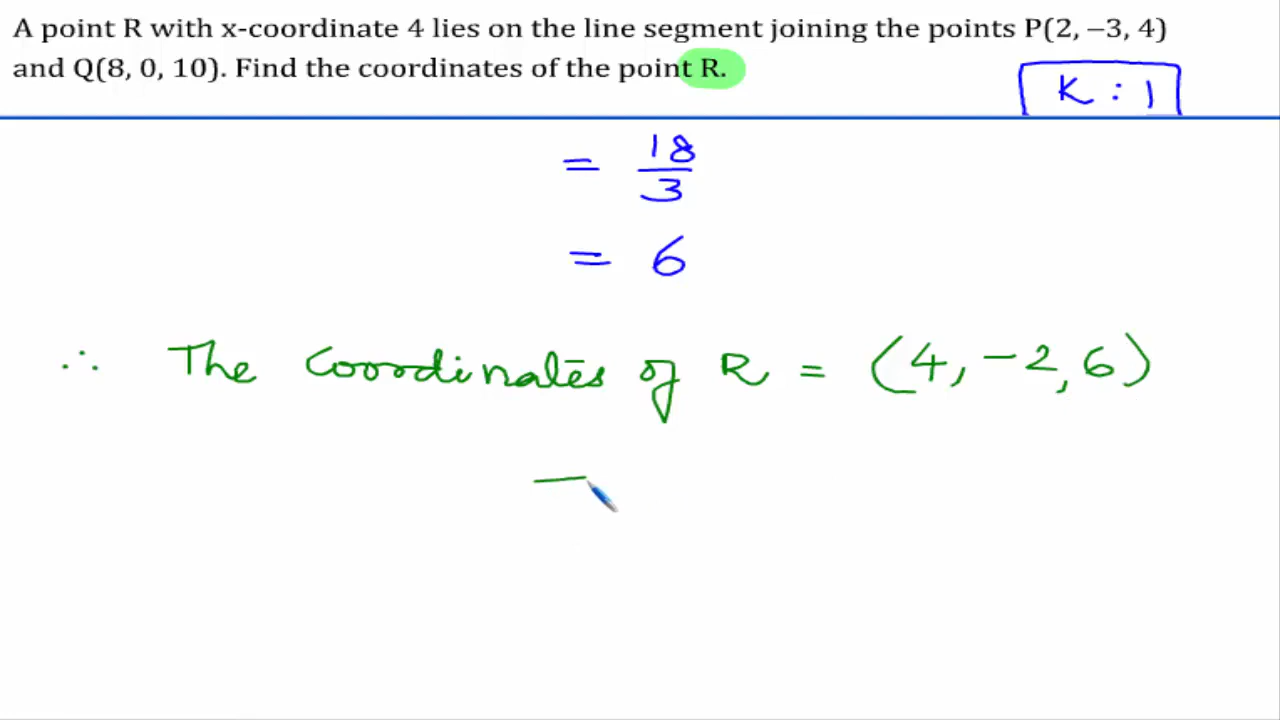 A point R with x-coordinate 4 lies on the line segment joining the points P(2, −3, 4)
and Q(8, 0, 10). Find the coordinates of the point R.
K : 1
= 18/3
= 6
∴ The coordinates of R = (4, −2, 6)